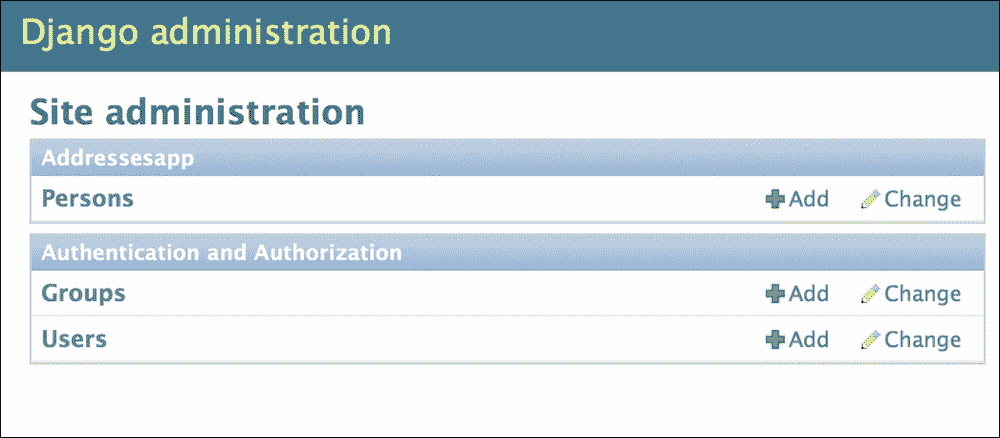 Django administration
Site administration
Addressesapp
Persons Add Change
Authentication and Authorization
Groups Add Change
Users Add Change